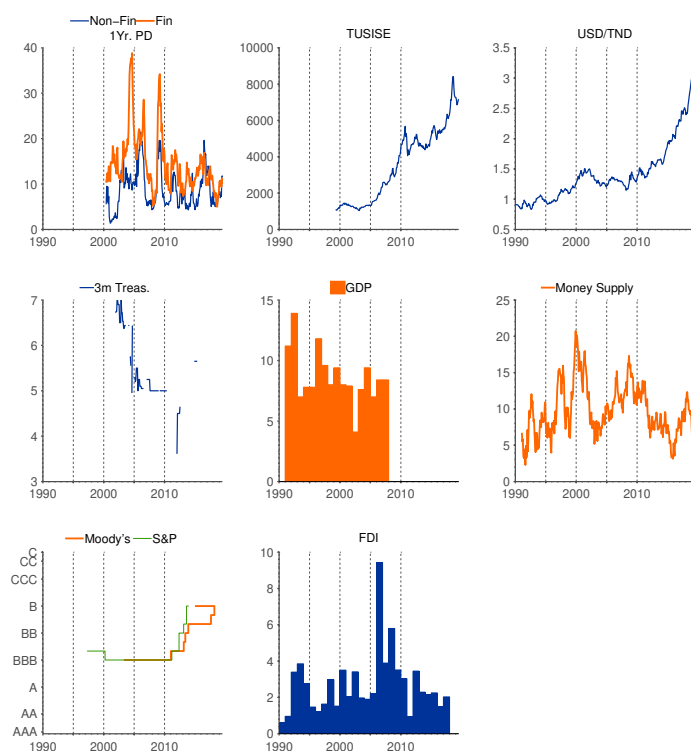 Non−Fin Fin
1Yr. PD
40
30
20
10
0
1990 2000 2010
TUSISE
10000
8000
6000
4000
2000
0
1990 2000 2010
USD/TND
3.5
3
2.5
2
1.5
1
0.5
1990 2000 2010
3m Treas.
7
6
5
4
3
1990 2000 2010
GDP
15
10
5
0
1990 2000 2010
Money Supply
25
20
15
10
5
0
1990 2000 2010
Moody's S&P
C
CC
CCC
B
BB
BBB
A
AA
AAA
1990 2000 2010
FDI
10
8
6
4
2
0
1990 2000 2010